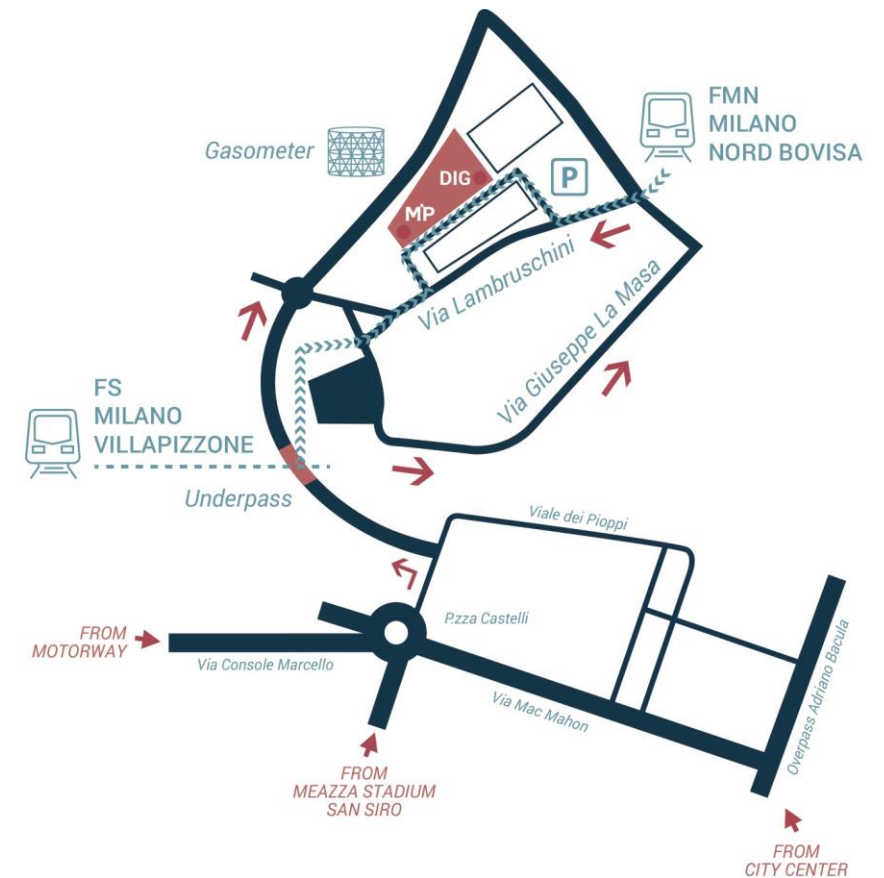 FMN
MILANO
NORD BOVISA
Gasometer
DIG
P
MIP
Via Lambruschini
Via Giuseppe La Masa
FS
MILANO
VILLAPIZZONE
Underpass
Viale dei Pioppi
P.zza Castelli
FROM
MOTORWAY
Via Console Marcello
Via Mac Mahon
Overpass Adriano Bacula
FROM
MEAZZA STADIUM
SAN SIRO
FROM
CITY CENTER